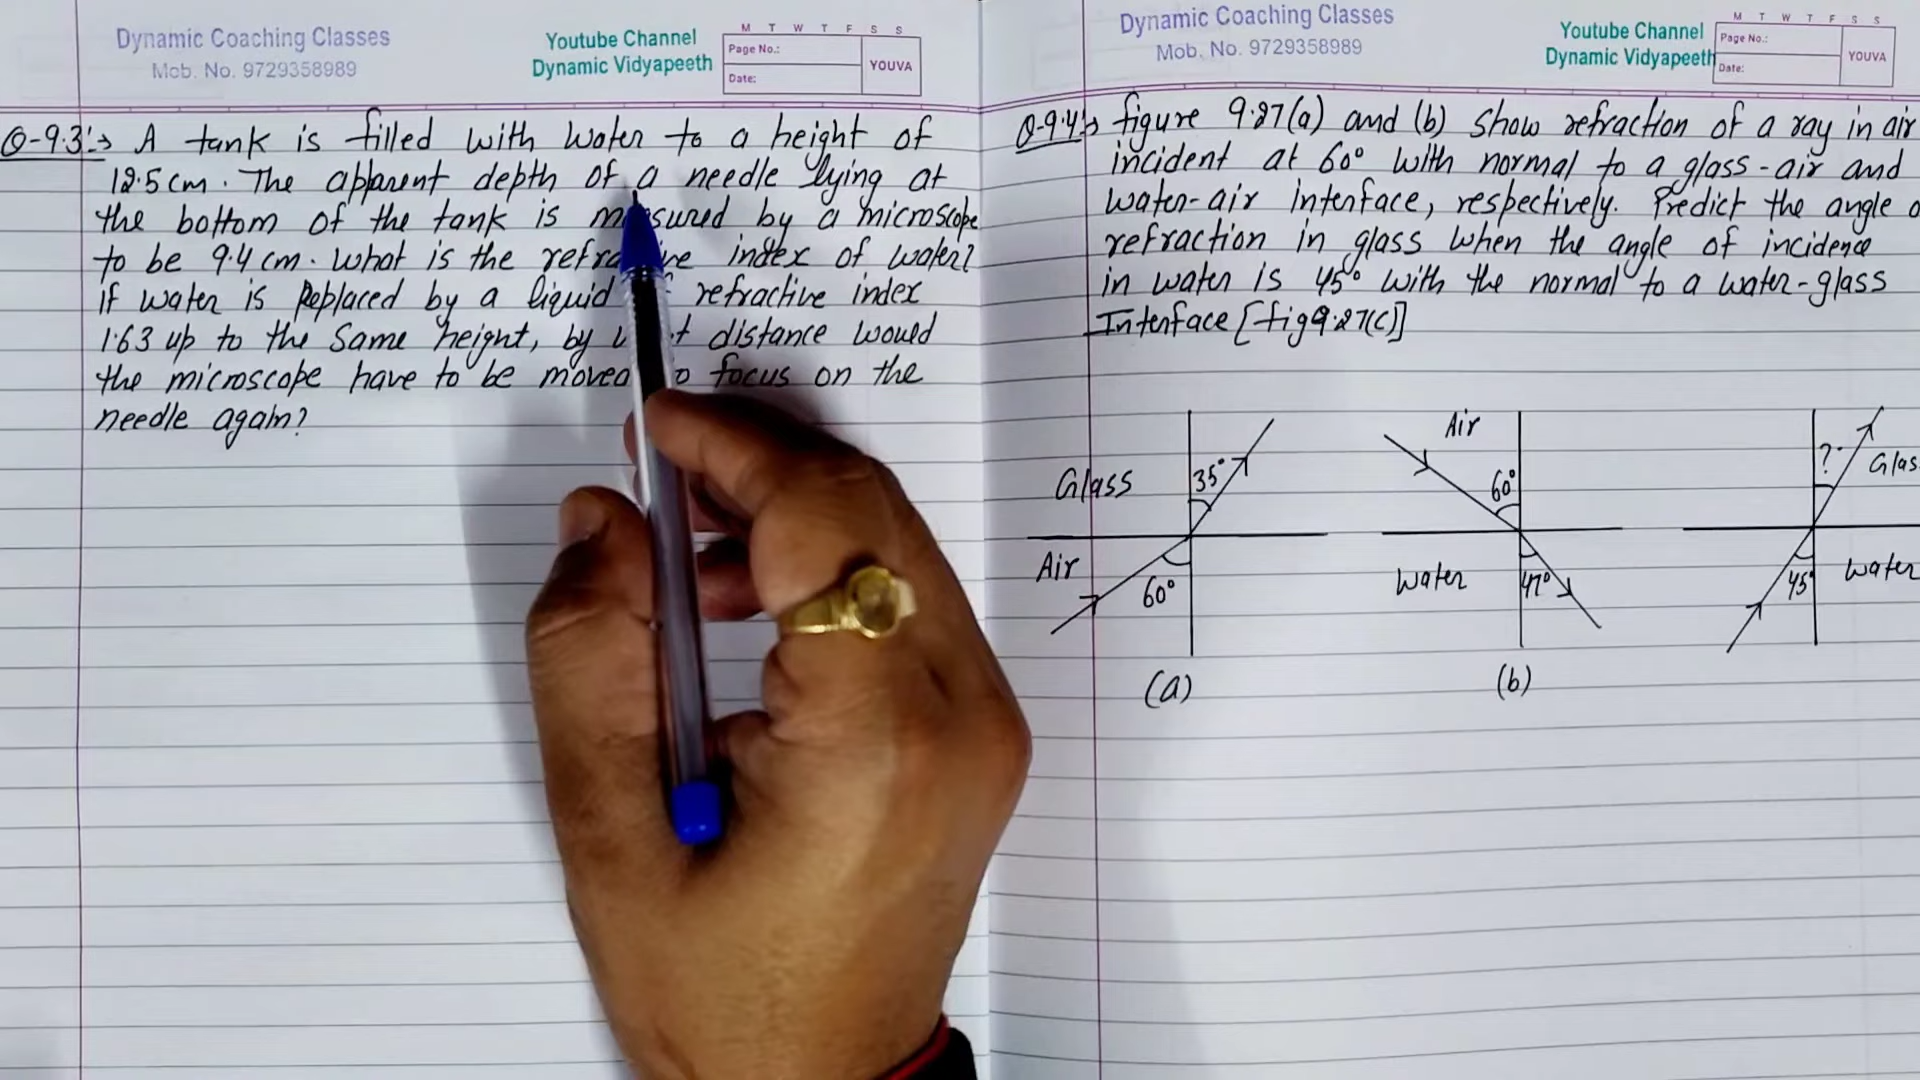 Dynamic Coaching Classes
Mob. No. 9729358989
Youtube Channel
Dynamic Vidyapeeth
M T W T F S S
Page No.:
Date:
YOUVA
Q-9.3:→ A tank is filled with water to a height of
12.5cm. The apparent depth of a needle lying at
the bottom of the tank is measured by a microscope
to be 9.4 cm. What is the refractive index of water?
if water is Replaced by a liquid refractive index
1.63 up to the Same height, by distance would
the microscope have to be moved focus on the
needle again?
Dynamic Coaching Classes
Mob. No. 9729358989
Youtube Channel
Dynamic Vidyapeeth
M T W T F S S
Page No.:
Date:
YOUVA
Q-9.4:→ figure 9.27(a) and (b) Show refraction of a ray in air
incident at 60° with normal to a glass-air and
water-air interface, respectively. Predict the angle
refraction in glass when the angle of incidence
in water is 45° with the normal to a water-glass
Interface [fig 9.27(c)]
Glass
35°
Air
60°
(a)
Air
60°
Water
47°
(b)
?
Glas
45°
Water